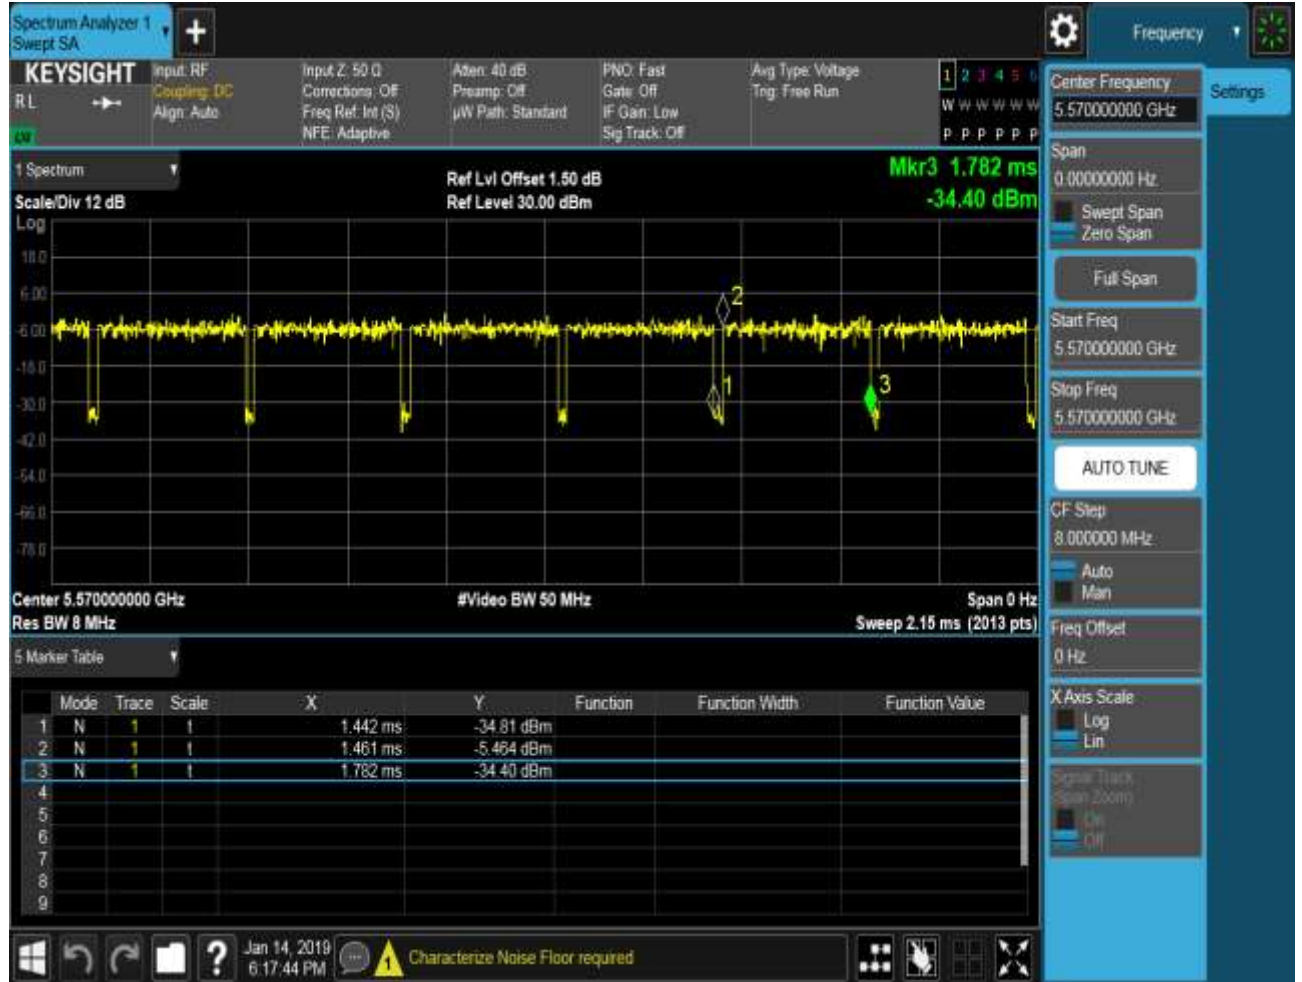 Spectrum Analyzer 1
Swept SA
Frequency
KEYSIGHT
RL
Input: RF
Coupling: DC
Align: Auto
Input Z: 50 Ω
Corrections: Off
Freq Ref: Int (S)
NFE: Adaptive
Atten: 40 dB
Preamp: Off
µW Path: Standard
PNO: Fast
Gate: Off
IF Gain: Low
Sig Track: Off
Avg Type: Voltage
Trig: Free Run
1 2 3 4 5 6
W W W W W W
P P P P P P
1 Spectrum
Scale/Div 12 dB
Ref Lvl Offset 1.50 dB
Ref Level 30.00 dBm
Mkr3 1.782 ms
-34.40 dBm
Log
18.0
6.00
-6.00
-18.0
-30.0
-42.0
-54.0
-66.0
-78.0
2
1
3
Center 5.570000000 GHz
#Video BW 50 MHz
Span 0 Hz
Res BW 8 MHz
Sweep 2.15 ms (2013 pts)
5 Marker Table
Mode Trace Scale X Y Function Function Width Function Value
1 N 1 t 1.442 ms -34.81 dBm
2 N 1 t 1.461 ms -5.464 dBm
3 N 1 t 1.782 ms -34.40 dBm
4
5
6
7
8
9
Jan 14, 2019
6:17:44 PM
1
Characterize Noise Floor required
Center Frequency
5.570000000 GHz
Settings
Span
0.00000000 Hz
Swept Span
Zero Span
Full Span
Start Freq
5.570000000 GHz
Stop Freq
5.570000000 GHz
AUTO TUNE
CF Step
8.000000 MHz
Auto
Man
Freq Offset
0 Hz
X Axis Scale
Log
Lin
Signal Track
(Span Zoom)
On
Off